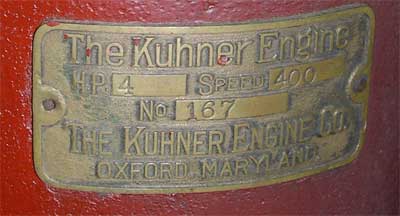 The Kuhner Engine
H.P. 4 SPEED 400
No. 167
THE KUHNER ENGINE CO.
OXFORD, MARYLAND.